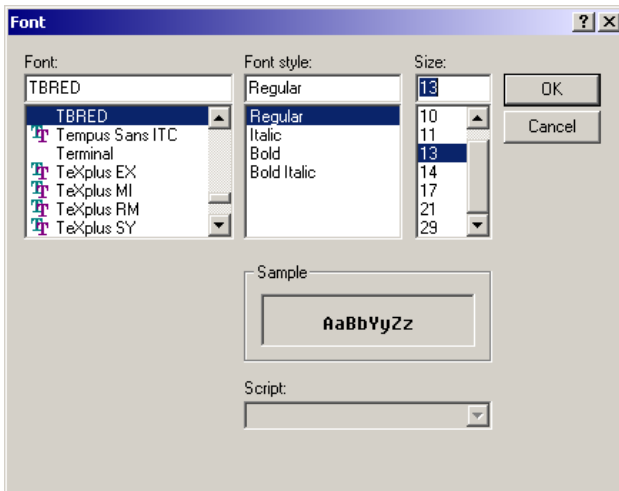 Font
Font:
TBRED
TBRED
Tempus Sans ITC
Terminal
TeXplus EX
TeXplus MI
TeXplus RM
TeXplus SY
Font style:
Regular
Regular
Italic
Bold
Bold Italic
Size:
13
10
11
13
14
17
21
29
OK
Cancel
Sample
AaBbYyZz
Script: